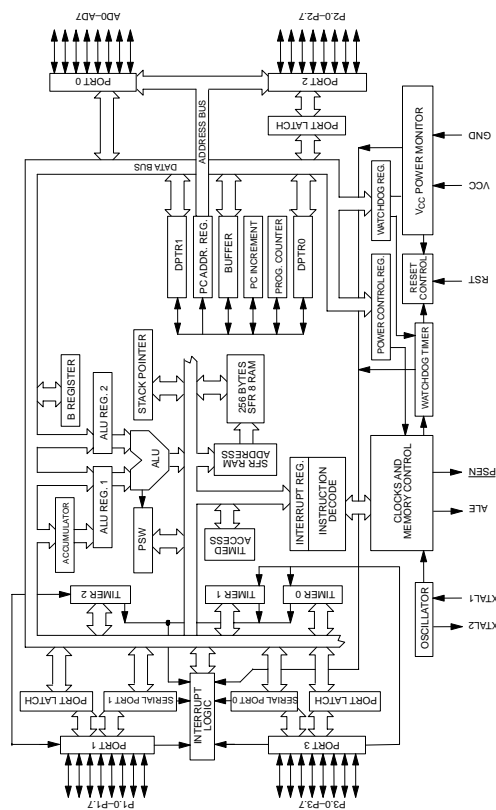 AD0–AD7
P2.0–P2.7
PORT 0
PORT 2
ADDRESS BUS
PORT LATCH
DATA BUS
DPTR1
PC ADDR. REG.
BUFFER
PC INCREMENT
PROG. COUNTER
DPTR0
WATCHDOG REG.
POWER CONTROL REG.
VCC POWER MONITOR
GND
VCC
RESET
CONTROL
RST
WATCHDOG TIMER
B REGISTER
ALU REG. 2
STACK POINTER
256 BYTES
SFR 8 RAM
ACCUMULATOR
ALU REG. 1
ALU
PSW
SFR RAM
ADDRESS
TIMED
ACCESS
INTERRUPT REG.
INSTRUCTION
DECODE
CLOCKS AND
MEMORY CONTROL
PSEN
ALE
OSCILLATOR
XTAL1
XTAL2
TIMER 2
TIMER 1
TIMER 0
PORT LATCH
SERIAL PORT 1
INTERRUPT
LOGIC
SERIAL PORT 0
PORT LATCH
PORT 1
PORT 3
P1.0–P1.7
P3.0–P3.7